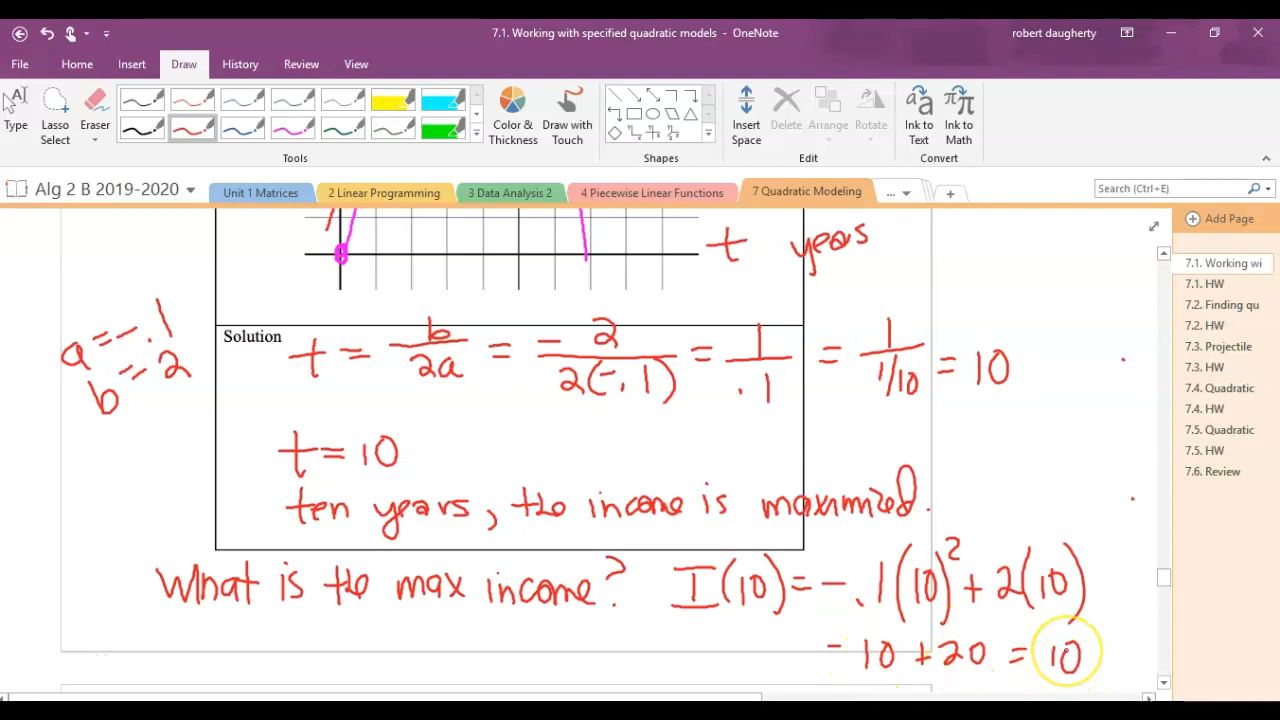 7.1. Working with specified quadratic models - OneNote
robert daugherty
File Home Insert Draw History Review View
Type
Lasso Select
Eraser
Color & Thickness
Draw with Touch
Insert Space
Delete
Arrange
Rotate
Ink to Text
Ink to Math
Tools Shapes Edit Convert
Alg 2 B 2019-2020
Unit 1 Matrices
2 Linear Programming
3 Data Analysis 2
4 Piecewise Linear Functions
7 Quadratic Modeling
...
Search (Ctrl+E)
Add Page
7.1. Working wi
7.1. HW
7.2. Finding qu
7.2. HW
7.3. Projectile
7.3. HW
7.4. Quadratic
7.4. HW
7.5. Quadratic
7.5. HW
7.6. Review
t years
a = -.1
b = 2
Solution
t = b/2a = -2/2(-.1) = 1/.1 = 1/1/10 = 10
t = 10
ten years, the income is maximized.
What is the max income? I(10) = -.1(10)² + 2(10)
-10 + 20 = 10